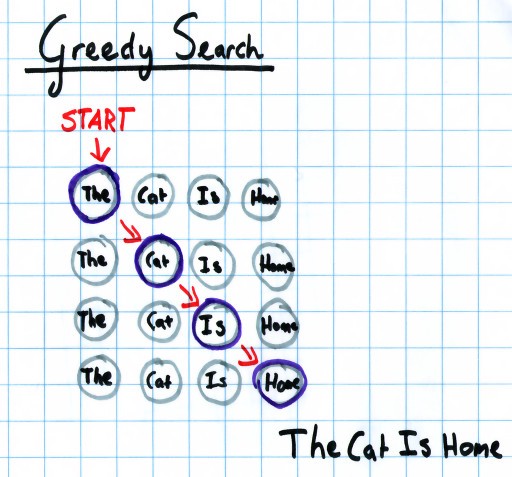 Greedy Search
START
The Cat Is Home
The Cat Is Home
The Cat Is Home
The Cat Is Home
The Cat Is Home